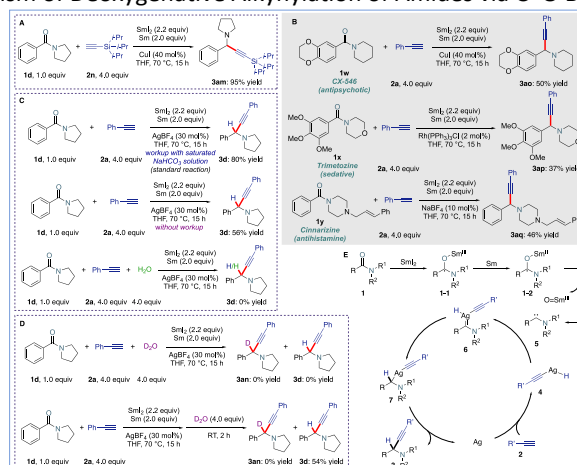 A
SmI2 (2.2 equiv)
Sm (2.0 equiv)
CuI (40 mol%)
THF, 70 °C, 15 h
1d, 1.0 equiv
2n, 4.0 equiv
3am: 95% yield
B
SmI2 (2.2 equiv)
Sm (2.0 equiv)
CuI (40 mol%)
THF, 70 °C, 15 h
1w
CX-546
(antipsychotic)
2a, 4.0 equiv
3ao: 50% yield
SmI2 (2.2 equiv)
Sm (2.0 equiv)
Rh(PPh3)3Cl (2 mol%)
THF, 70 °C, 15 h
1x
Trimetozine
(sedative)
2a, 4.0 equiv
3ap: 37% yield
SmI2 (2.2 equiv)
Sm (2.0 equiv)
NaBF4 (10 mol%)
THF, 70 °C, 15 h
1y
Cinnarizine
(antihistamine)
2a, 4.0 equiv
3aq: 46% yield
C
SmI2 (2.2 equiv)
Sm (2.0 equiv)
AgBF4 (30 mol%)
THF, 70 °C, 15 h
workup with saturated
NaHCO3 solution
(standard reaction)
1d, 1.0 equiv
2a, 4.0 equiv
3d: 80% yield
SmI2 (2.2 equiv)
Sm (2.0 equiv)
AgBF4 (30 mol%)
THF, 70 °C, 15 h
without workup
1d, 1.0 equiv
2a, 4.0 equiv
3d: 56% yield
SmI2 (2.2 equiv)
Sm (2.0 equiv)
AgBF4 (30 mol%)
THF, 70 °C, 15 h
1d, 1.0 equiv
2a, 4.0 equiv
H2O
4.0 equiv
3d: 0% yield
D
SmI2 (2.2 equiv)
Sm (2.0 equiv)
AgBF4 (30 mol%)
THF, 70 °C, 15 h
1d, 1.0 equiv
2a, 4.0 equiv
D2O
4.0 equiv
3an: 0% yield
3d: 0% yield
SmI2 (2.2 equiv)
Sm (2.0 equiv)
AgBF4 (30 mol%)
THF, 70 °C, 15 h
D2O (4.0 equiv)
RT, 2 h
1d, 1.0 equiv
2a, 4.0 equiv
3an: 0% yield
3d: 54% yield
E
SmI2
Sm
1
1-1
1-2
O=SmIII
5
6
7
4
Ag
2